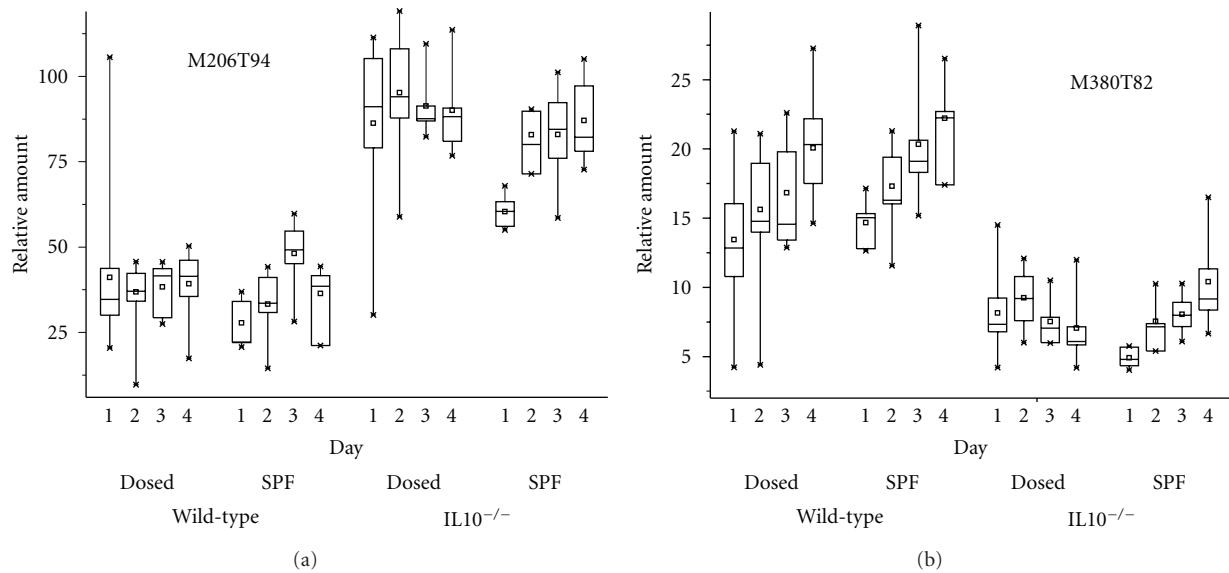 M206T94
100
75
50
25
Relative amount
1 2 3 4 1 2 3 4 1 2 3 4 1 2 3 4
Day
Dosed SPF Dosed SPF
Wild-type IL10−/−
(a)
M380T82
25
20
15
10
5
Relative amount
1 2 3 4 1 2 3 4 1 2 3 4 1 2 3 4
Day
Dosed SPF Dosed SPF
Wild-type IL10−/−
(b)